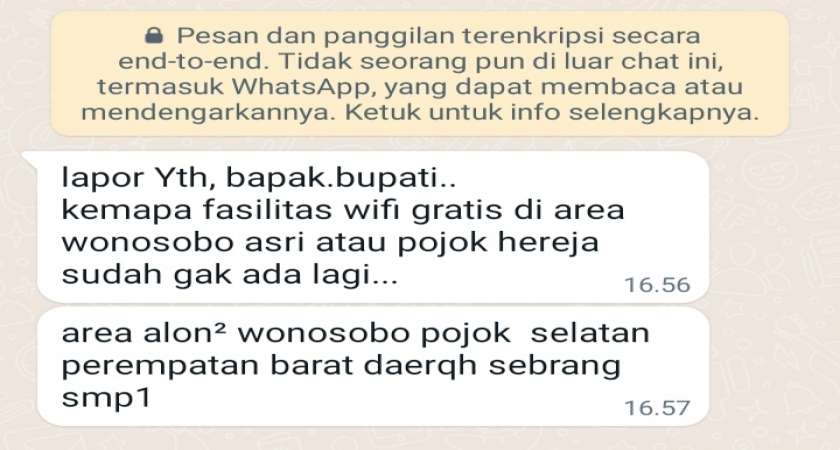 Pesan dan panggilan terenkripsi secara
end-to-end. Tidak seorang pun di luar chat ini,
termasuk WhatsApp, yang dapat membaca atau
mendengarkannya. Ketuk untuk info selengkapnya.
lapor Yth, bapak.bupati..
kemapa fasilitas wifi gratis di area
wonosobo asri atau pojok hereja
sudah gak ada lagi...
16.56
area alon² wonosobo pojok selatan
perempatan barat daerqh sebrang
smp1
16.57